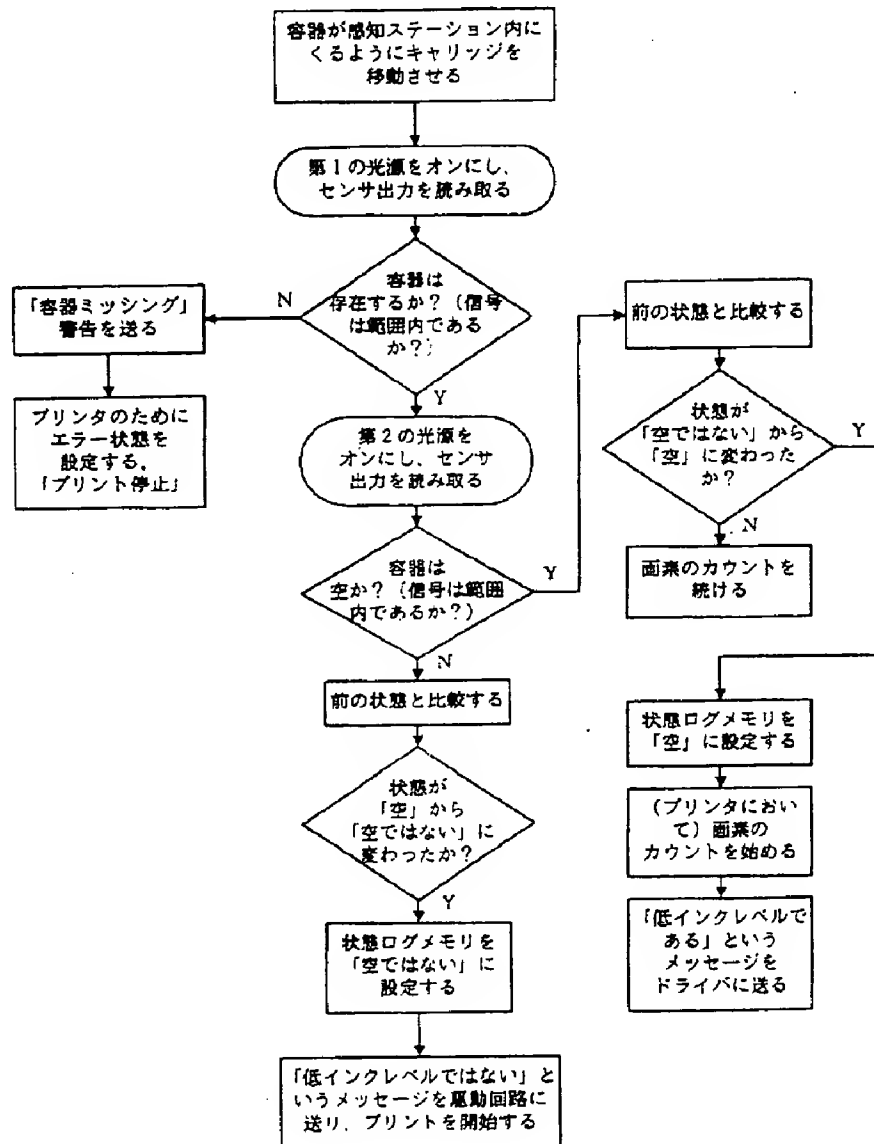 容器が感知ステーション内に
くるようにキャリッジを
移動させる
第1の光源をオンにし、
センサ出力を読み取る
容器は
存在するか？（信号
は範囲内である
か？）
N
Y
「容器ミッシング」
警告を送る
プリンタのために
エラー状態を
設定する．
「プリント停止」
第2の光源を
オンにし、センサ
出力を読み取る
容器は
空か？（信号は範囲
内であるか？）
Y
N
前の状態と比較する
状態が
「空ではない」から
「空」に変わった
か？
Y
N
画素のカウントを
続ける
状態ログメモリを
「空」に設定する
（プリンタにおい
て）画素の
カウントを始める
「低インクレベルで
ある」という
メッセージを
ドライバに送る
前の状態と比較する
状態が
「空」から
「空ではない」に
変わったか？
Y
状態ログメモリを
「空ではない」に
設定する
「低インクレベルではない」と
いうメッセージを駆動回路に
送り、プリントを開始する